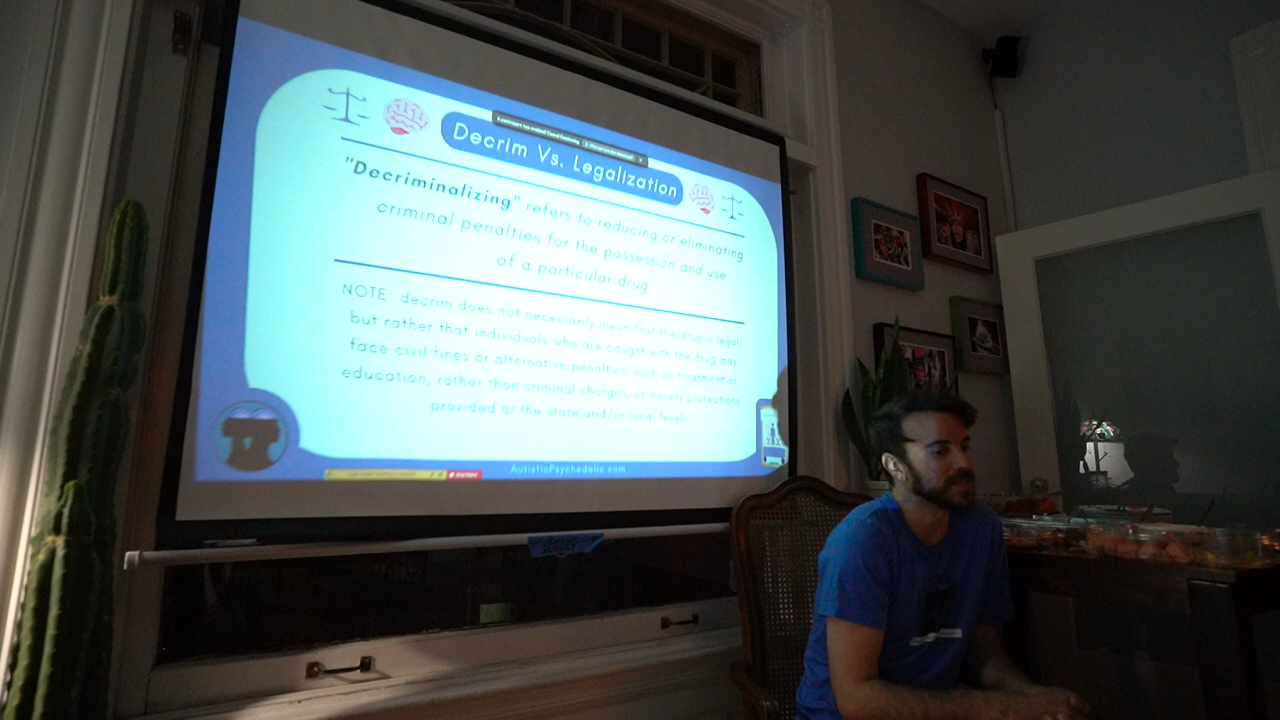 Decrim Vs. Legalization
"Decriminalizing" refers to reducing or eliminating
criminal penalties for the possession and use
of a particular drug
NOTE: decrim does not necessarily mean that the drug is legal,
but rather that individuals who are caught with the drug may
face civil fines or alternative penalties, such as treatment or
education, rather than criminal charges, or merely protections
provided at the state and/or local level.
AutisticPsychedelic.com